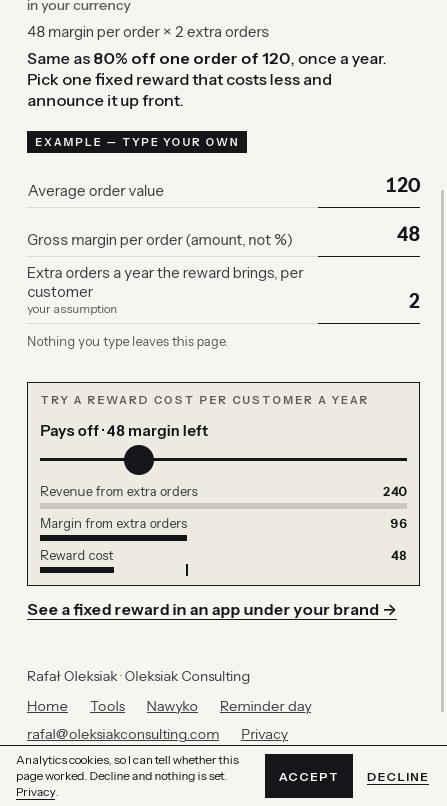 in your currency
48 margin per order × 2 extra orders
Same as 80% off one order of 120, once a year.
Pick one fixed reward that costs less and
announce it up front.
EXAMPLE — TYPE YOUR OWN
Average order value 120
Gross margin per order (amount, not %) 48
Extra orders a year the reward brings, per
customer
your assumption 2
Nothing you type leaves this page.
TRY A REWARD COST PER CUSTOMER A YEAR
Pays off · 48 margin left
Revenue from extra orders 240
Margin from extra orders 96
Reward cost 48
See a fixed reward in an app under your brand →
Rafał Oleksiak · Oleksiak Consulting
Home Tools Nawyko Reminder day
rafal@oleksiakconsulting.com Privacy
Analytics cookies, so I can tell whether this
page worked. Decline and nothing is set.
Privacy.
ACCEPT DECLINE